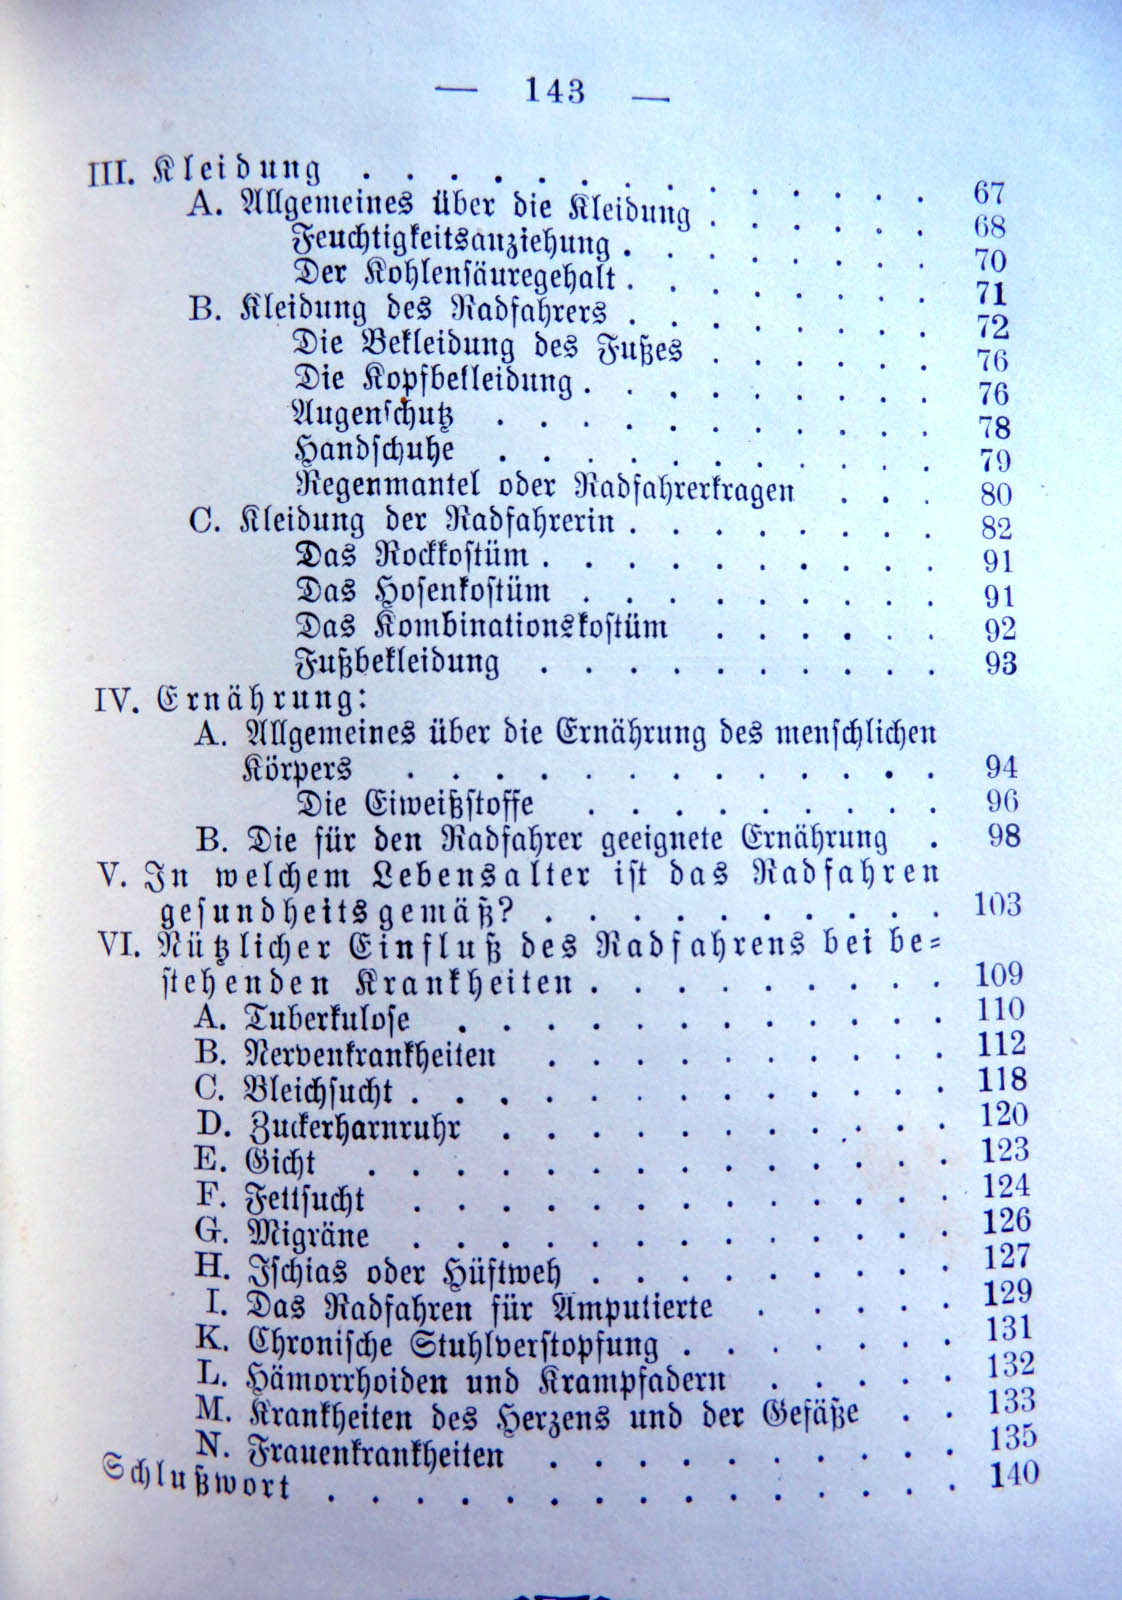 — 143 —
III. Kleidung . . . . . . . . . . . . . . 67
A. Allgemeines über die Kleidung . . . . . . 68
Feuchtigkeitsanziehung . . . . . . . . 70
Der Kohlensäuregehalt . . . . . . . . 71
B. Kleidung des Radfahrers . . . . . . . . 72
Die Bekleidung des Fußes . . . . . . 76
Die Kopfbekleidung . . . . . . . . . 76
Augenschutz . . . . . . . . . . . 78
Handschuhe . . . . . . . . . . . 79
Regenmantel oder Radfahrerkragen . . . 80
C. Kleidung der Radfahrerin . . . . . . . . 82
Das Rockkostüm . . . . . . . . . . 91
Das Hosenkostüm . . . . . . . . . 91
Das Kombinationskostüm . . . . . . 92
Fußbekleidung . . . . . . . . . . 93
IV. Ernährung:
A. Allgemeines über die Ernährung des menschlichen
Körpers . . . . . . . . . . . . . 94
Die Eiweißstoffe . . . . . . . . . 96
B. Die für den Radfahrer geeignete Ernährung . 98
V. In welchem Lebensalter ist das Radfahren
gesundheitsgemäß? . . . . . . . . . . 103
VI. Nützlicher Einfluß des Radfahrens bei be-
stehenden Krankheiten . . . . . . . . . 109
A. Tuberkulose . . . . . . . . . . . . 110
B. Nervenkrankheiten . . . . . . . . . . 112
C. Bleichsucht . . . . . . . . . . . . . 118
D. Zuckerharnruhr . . . . . . . . . . . 120
E. Gicht . . . . . . . . . . . . . . 123
F. Fettsucht . . . . . . . . . . . . . 124
G. Migräne . . . . . . . . . . . . . 126
H. Ischias oder Hüftweh . . . . . . . . . 127
I. Das Radfahren für Amputierte . . . . . 129
K. Chronische Stuhlverstopfung . . . . . . . 131
L. Hämorrhoiden und Krampfadern . . . . . 132
M. Krankheiten des Herzens und der Gefäße . . 133
N. Frauenkrankheiten . . . . . . . . . . 135
Schlußwort . . . . . . . . . . . . . . . 140